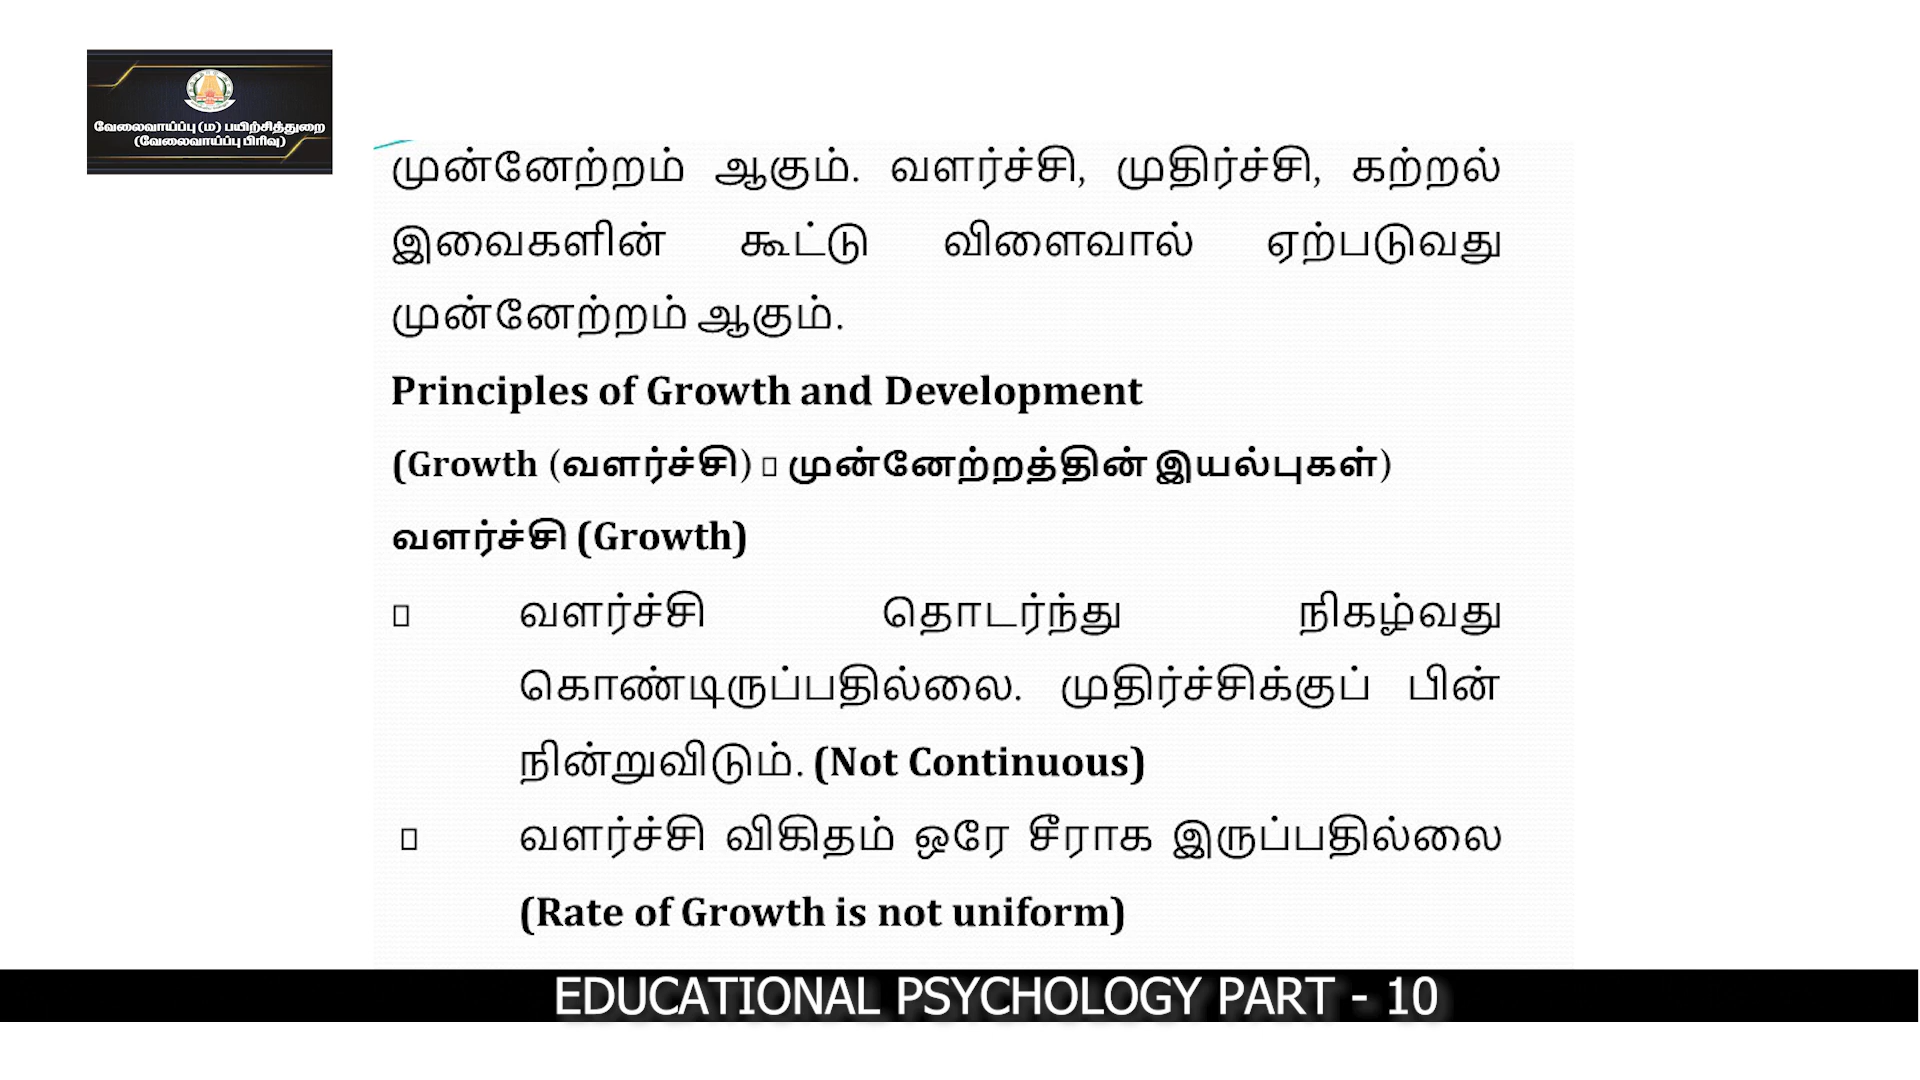 வேலைவாய்ப்பு (ம) பயிற்சித்துறை
(வேலைவாய்ப்பு பிரிவு)
முன்னேற்றம் ஆகும். வளர்ச்சி, முதிர்ச்சி, கற்றல்
இவைகளின் கூட்டு விளைவால் ஏற்படுவது
முன்னேற்றம் ஆகும்.
Principles of Growth and Development
(Growth (வளர்ச்சி) முன்னேற்றத்தின் இயல்புகள்)
வளர்ச்சி (Growth)
வளர்ச்சி தொடர்ந்து நிகழ்வது
கொண்டிருப்பதில்லை. முதிர்ச்சிக்குப் பின்
நின்றுவிடும். (Not Continuous)
வளர்ச்சி விகிதம் ஒரே சீராக இருப்பதில்லை
(Rate of Growth is not uniform)
EDUCATIONAL PSYCHOLOGY PART - 10